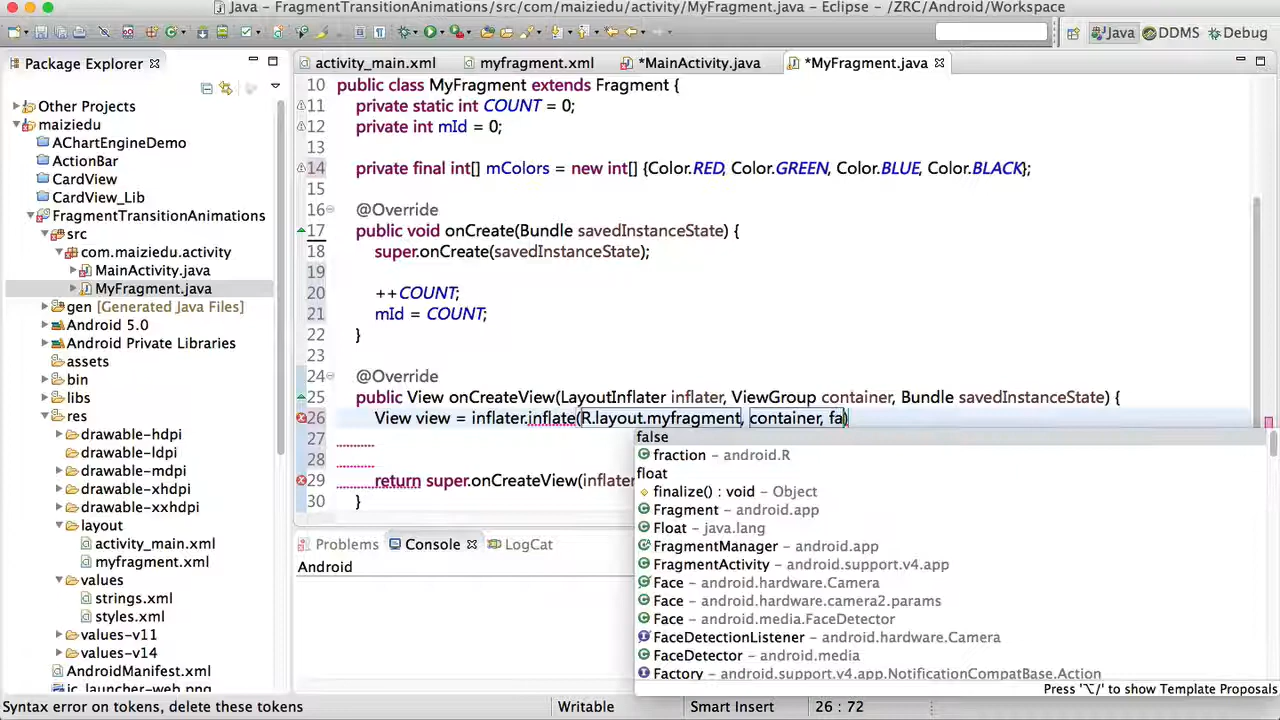 Java – FragmentTransitionAnimations/src/com/maiziedu/activity/MyFragment.java – Eclipse – /ZRC/Android/Workspace
Java DDMS Debug
Package Explorer
activity_main.xml myfragment.xml *MainActivity.java *MyFragment.java
Other Projects
maiziedu
AChartEngineDemo
ActionBar
CardView
CardView_Lib
FragmentTransitionAnimations
src
com.maiziedu.activity
MainActivity.java
MyFragment.java
gen [Generated Java Files]
Android 5.0
Android Private Libraries
assets
bin
libs
res
drawable-hdpi
drawable-ldpi
drawable-mdpi
drawable-xhdpi
drawable-xxhdpi
layout
activity_main.xml
myfragment.xml
values
strings.xml
styles.xml
values-v11
values-v14
AndroidManifest.xml
ic_launcher-web.png
10 public class MyFragment extends Fragment {
11 private static int COUNT = 0;
12 private int mId = 0;
13
14 private final int[] mColors = new int[] {Color.RED, Color.GREEN, Color.BLUE, Color.BLACK};
15
16 @Override
17 public void onCreate(Bundle savedInstanceState) {
18 super.onCreate(savedInstanceState);
19
20 ++COUNT;
21 mId = COUNT;
22 }
23
24 @Override
25 public View onCreateView(LayoutInflater inflater, ViewGroup container, Bundle savedInstanceState) {
26 View view = inflater.inflate(R.layout.myfragment, container, fa)
27
28
29 return super.onCreateView(inflater
30 }
false
fraction – android.R
float
finalize() : void – Object
Fragment – android.app
Float – java.lang
FragmentManager – android.app
FragmentActivity – android.support.v4.app
Face – android.hardware.Camera
Face – android.hardware.camera2.params
Face – android.media.FaceDetector
FaceDetectionListener – android.hardware.Camera
FaceDetector – android.media
Factory – android.support.v4.app.NotificationCompatBase.Action
Press '⌥/' to show Template Proposals
Problems Console LogCat
Android
Syntax error on tokens, delete these tokens
Writable
Smart Insert
26 : 72